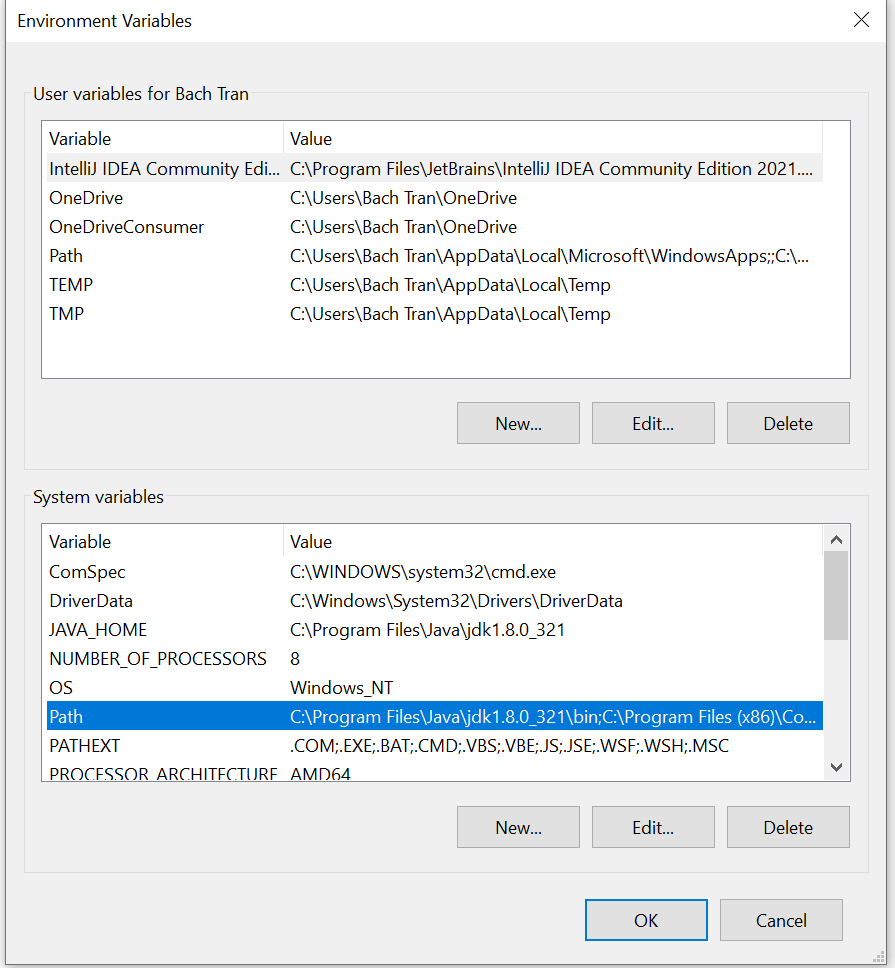 Environment Variables
User variables for Bach Tran
Variable Value
IntelliJ IDEA Community Edi... C:\Program Files\JetBrains\IntelliJ IDEA Community Edition 2021....
OneDrive C:\Users\Bach Tran\OneDrive
OneDriveConsumer C:\Users\Bach Tran\OneDrive
Path C:\Users\Bach Tran\AppData\Local\Microsoft\WindowsApps;;C:\...
TEMP C:\Users\Bach Tran\AppData\Local\Temp
TMP C:\Users\Bach Tran\AppData\Local\Temp
New... Edit... Delete
System variables
Variable Value
ComSpec C:\WINDOWS\system32\cmd.exe
DriverData C:\Windows\System32\Drivers\DriverData
JAVA_HOME C:\Program Files\Java\jdk1.8.0_321
NUMBER_OF_PROCESSORS 8
OS Windows_NT
Path C:\Program Files\Java\jdk1.8.0_321\bin;C:\Program Files (x86)\Co...
PATHEXT .COM;.EXE;.BAT;.CMD;.VBS;.VBE;.JS;.JSE;.WSF;.WSH;.MSC
PROCESSOR_ARCHITECTURE AMD64
New... Edit... Delete
OK Cancel